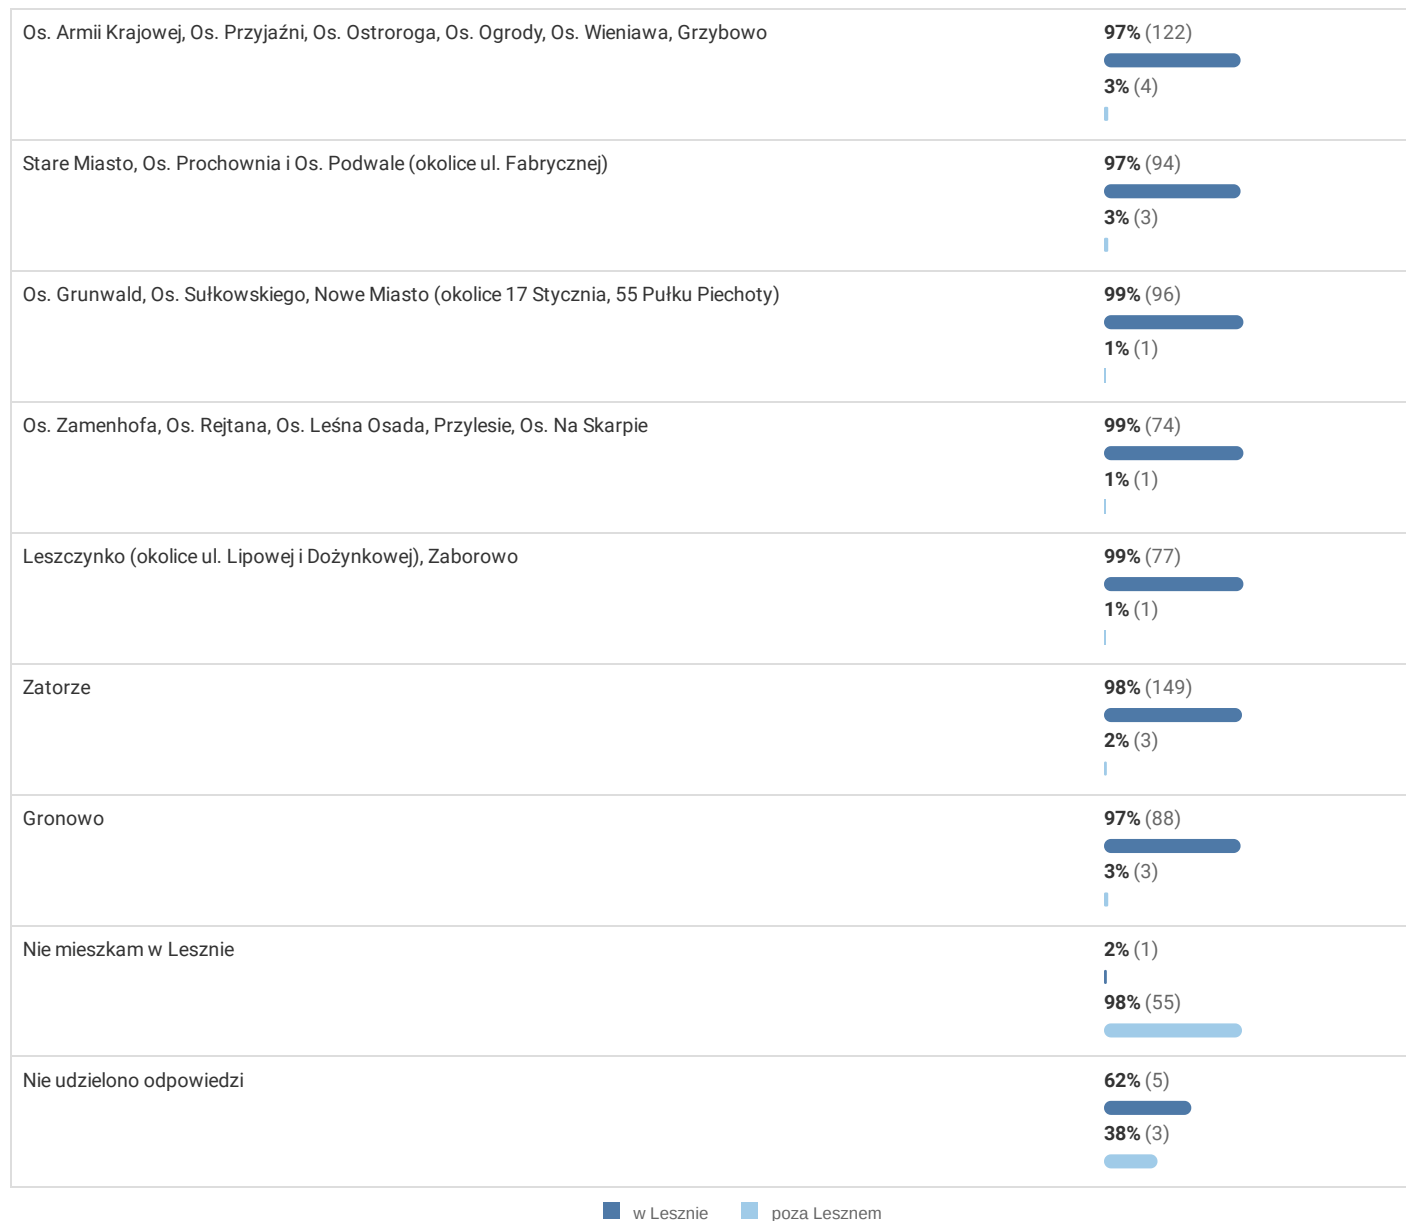 Os. Armii Krajowej, Os. Przyjaźni, Os. Ostroroga, Os. Ogrody, Os. Wieniawa, Grzybowo
97% (122)
3% (4)
Stare Miasto, Os. Prochownia i Os. Podwale (okolice ul. Fabrycznej)
97% (94)
3% (3)
Os. Grunwald, Os. Sułkowskiego, Nowe Miasto (okolice 17 Stycznia, 55 Pułku Piechoty)
99% (96)
1% (1)
Os. Zamenhofa, Os. Rejtana, Os. Leśna Osada, Przylesie, Os. Na Skarpie
99% (74)
1% (1)
Leszczynko (okolice ul. Lipowej i Dożynkowej), Zaborowo
99% (77)
1% (1)
Zatorze
98% (149)
2% (3)
Gronowo
97% (88)
3% (3)
Nie mieszkam w Lesznie
2% (1)
98% (55)
Nie udzielono odpowiedzi
62% (5)
38% (3)
w Lesznie poza Lesznem